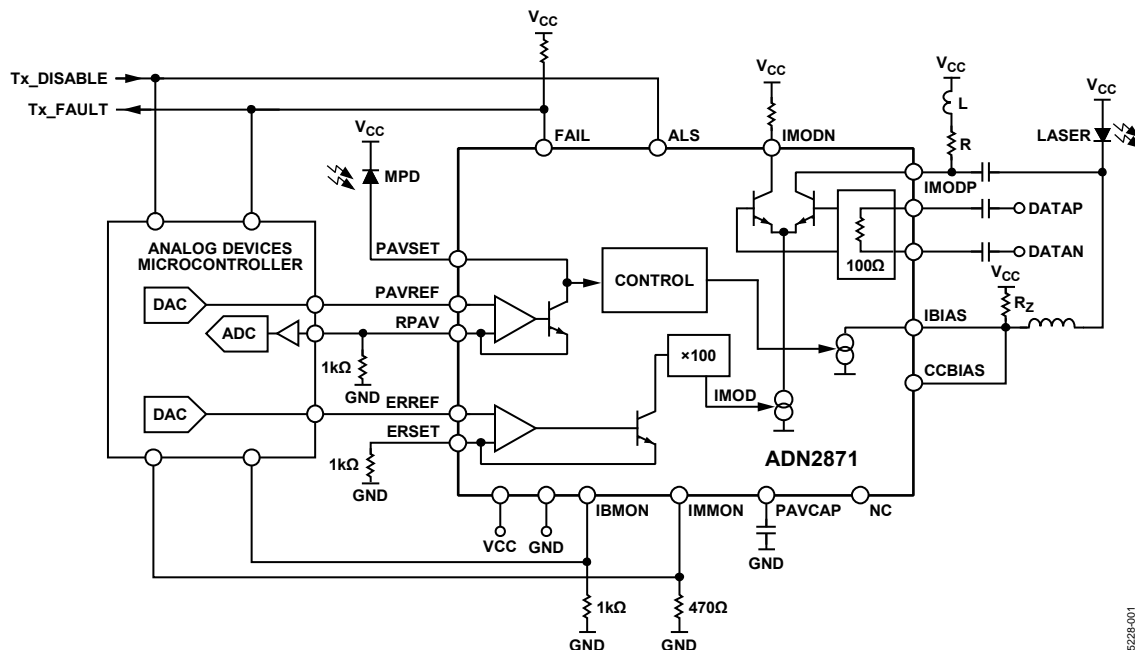 VCC
Tx_DISABLE
Tx_FAULT
VCC
VCC
VCC
VCC
L
R
LASER
FAIL
ALS
IMODN
MPD
IMODP
DATAP
DATAN
100Ω
ANALOG DEVICES
MICROCONTROLLER
PAVSET
CONTROL
VCC
RZ
DAC
PAVREF
ADC
RPAV
IBIAS
1kΩ
GND
×100
CCBIAS
IMOD
DAC
ERREF
ERSET
1kΩ
GND
ADN2871
VCC
GND
IBMON
IMMON
PAVCAP
NC
GND
1kΩ
470Ω
GND
GND
5228-001